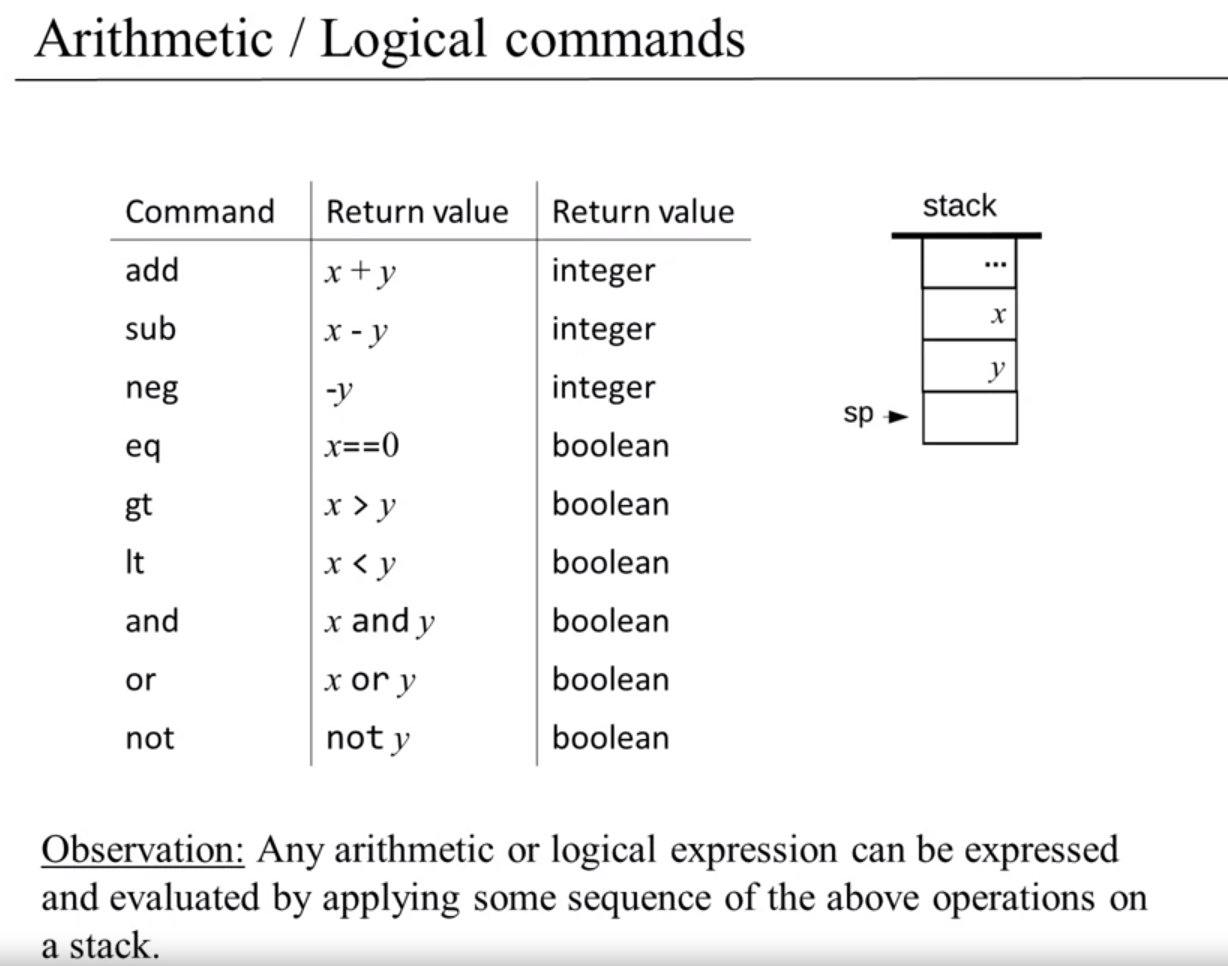 Arithmetic / Logical commands
Command Return value Return value
add x + y integer
sub x - y integer
neg -y integer
eq x==0 boolean
gt x > y boolean
lt x < y boolean
and x and y boolean
or x or y boolean
not not y boolean
stack
...
x
y
sp
Observation: Any arithmetic or logical expression can be expressed
and evaluated by applying some sequence of the above operations on
a stack.